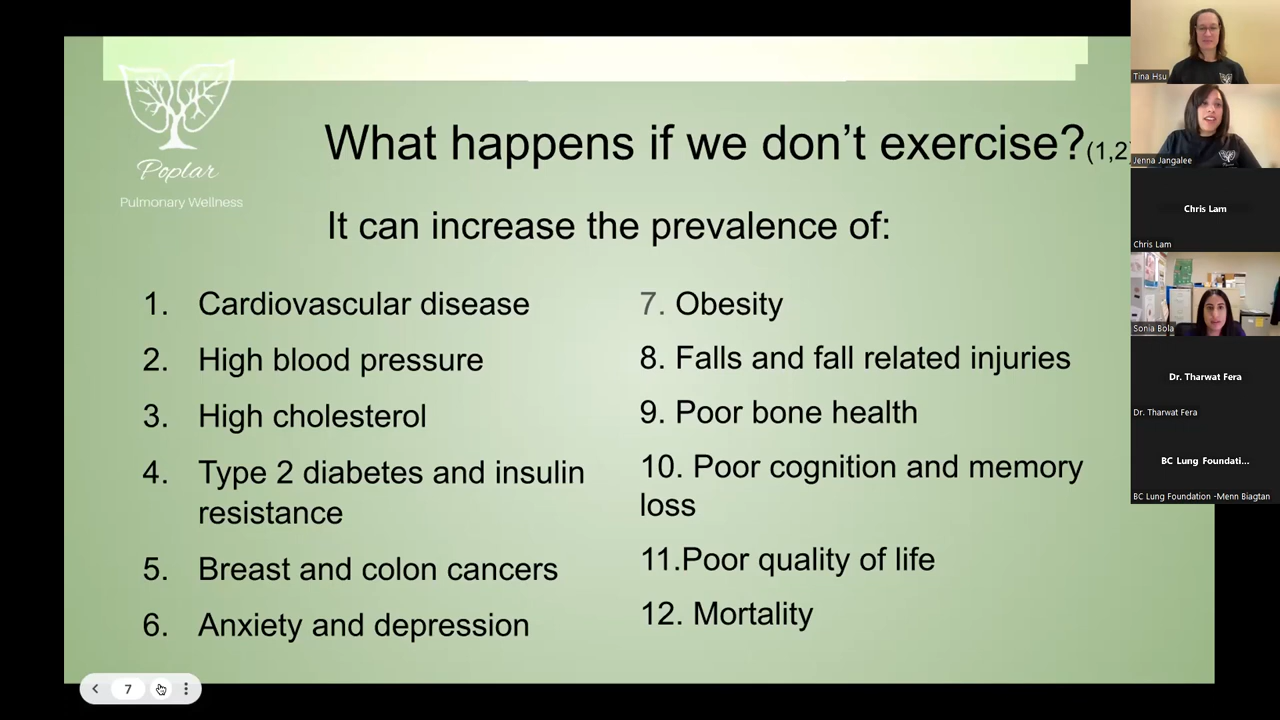 Poplar
Pulmonary Wellness
What happens if we don't exercise?(1,2
It can increase the prevalence of:
1. Cardiovascular disease
2. High blood pressure
3. High cholesterol
4. Type 2 diabetes and insulin
resistance
5. Breast and colon cancers
6. Anxiety and depression
7. Obesity
8. Falls and fall related injuries
9. Poor bone health
10. Poor cognition and memory
loss
11.Poor quality of life
12. Mortality
7
Tina Hsu
Jenna Jangalee
Chris Lam
Chris Lam
Sonia Bola
Dr. Tharwat Fera
Dr. Tharwat Fera
BC Lung Foundati...
BC Lung Foundation -Menn Biagtan